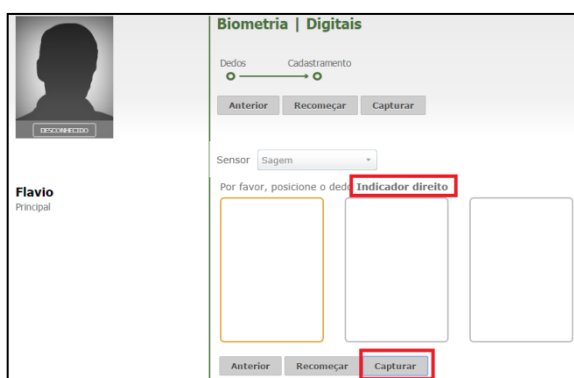 Biometria | Digitais
Dedos Cadastramento
Anterior Recomeçar Capturar
DESCONHECIDO
Sensor Sagem
Flavio
Principal
Por favor, posicione o dedo Indicador direito
Anterior Recomeçar Capturar